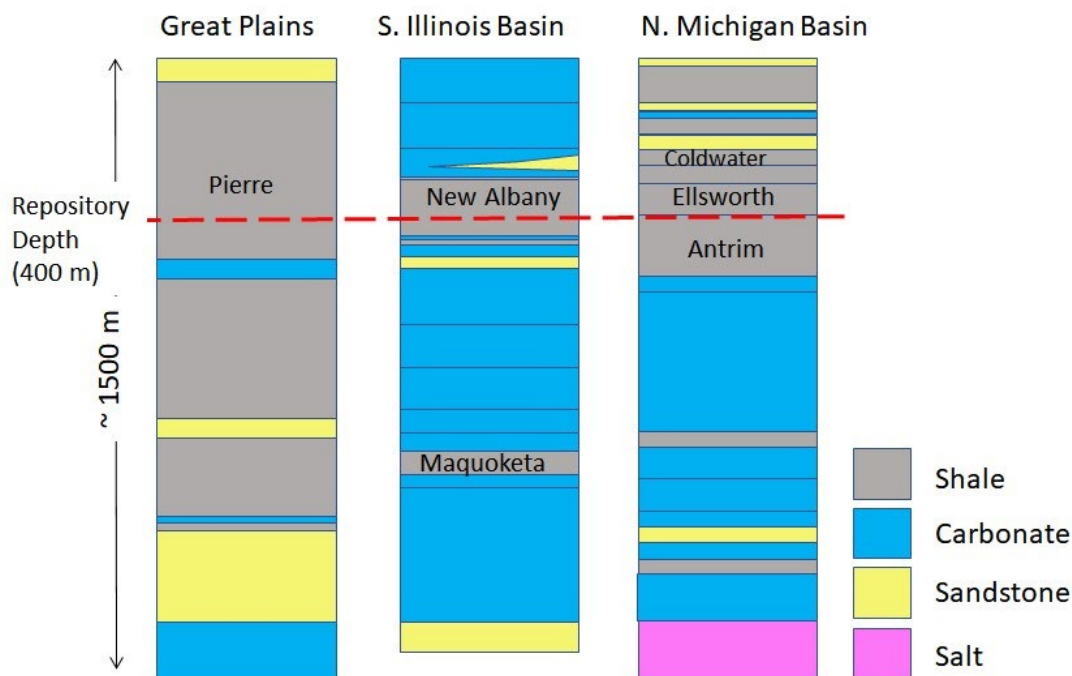 Great Plains
S. Illinois Basin
N. Michigan Basin
Repository
Depth
(400 m)
~ 1500 m
Pierre
New Albany
Maquoketa
Coldwater
Ellsworth
Antrim
Shale
Carbonate
Sandstone
Salt